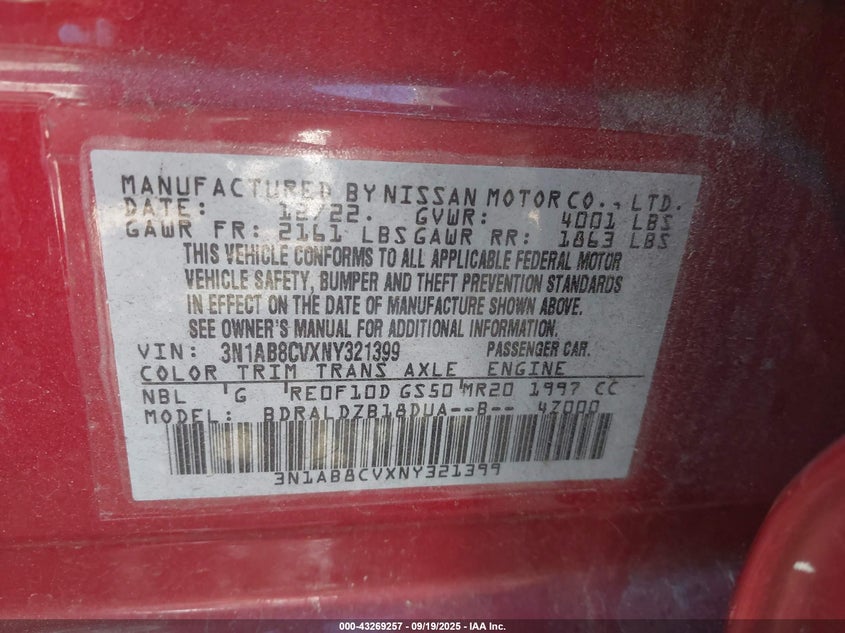 MANUFACTURED BY NISSAN MOTOR CO., LTD.
DATE: 12/22. GVWR: 4001 LBS
GAWR FR: 2161 LBS GAWR RR: 1863 LBS
THIS VEHICLE CONFORMS TO ALL APPLICABLE FEDERAL MOTOR
VEHICLE SAFETY, BUMPER AND THEFT PREVENTION STANDARDS
IN EFFECT ON THE DATE OF MANUFACTURE SHOWN ABOVE.
SEE OWNER'S MANUAL FOR ADDITIONAL INFORMATION.
VIN: 3N1AB8CVXNY321399 PASSENGER CAR.
COLOR TRIM TRANS AXLE ENGINE
NBL G RE0F10D GS50 MR20 1997 CC
MODEL: BDRALDZB18DUA--B-- 4Z000
3N1AB8CVXNY321399
000-43269257 - 09/19/2025 - IAA Inc.